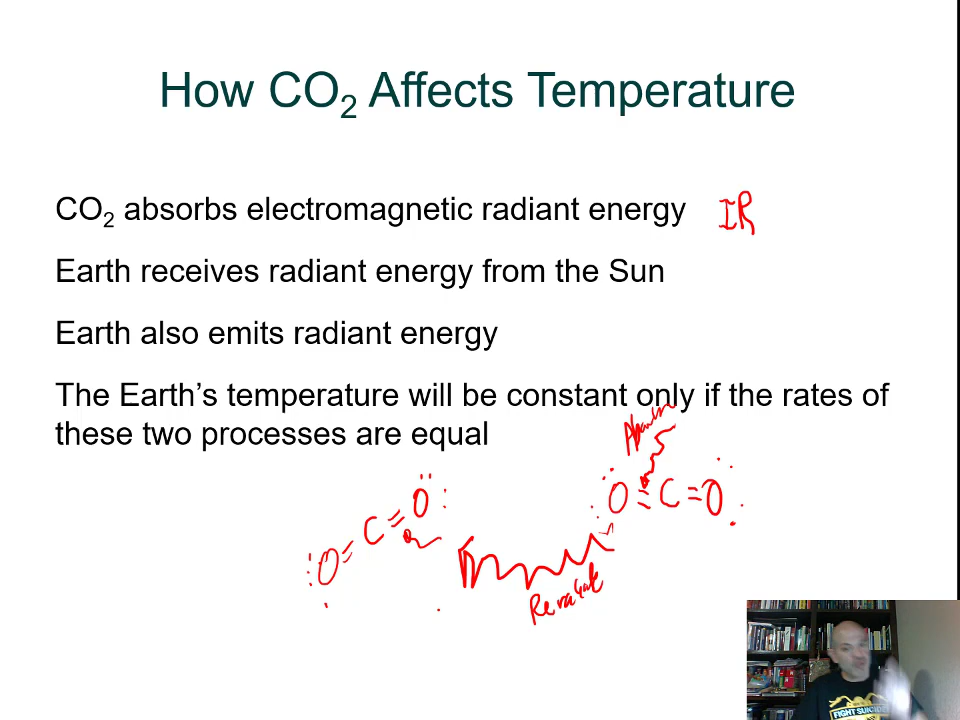 How CO₂ Affects Temperature
CO₂ absorbs electromagnetic radiant energy IR
Earth receives radiant energy from the Sun
Earth also emits radiant energy
The Earth's temperature will be constant only if the rates of
these two processes are equal
O = C = O
O = C = O
FIGHT SUICIDE